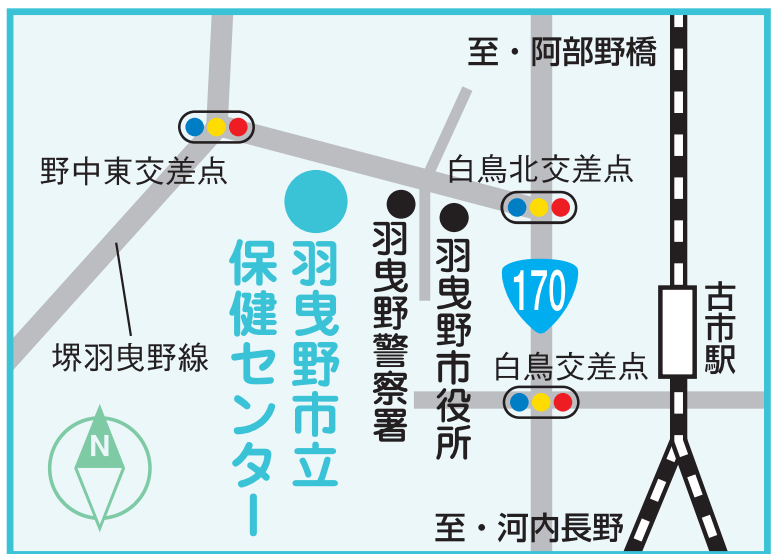 至・阿部野橋
野中東交差点
白鳥北交差点
羽曳野市立
保健センター
羽曳野警察署
羽曳野市役所
170
古市駅
堺羽曳野線
白鳥交差点
N
至・河内長野